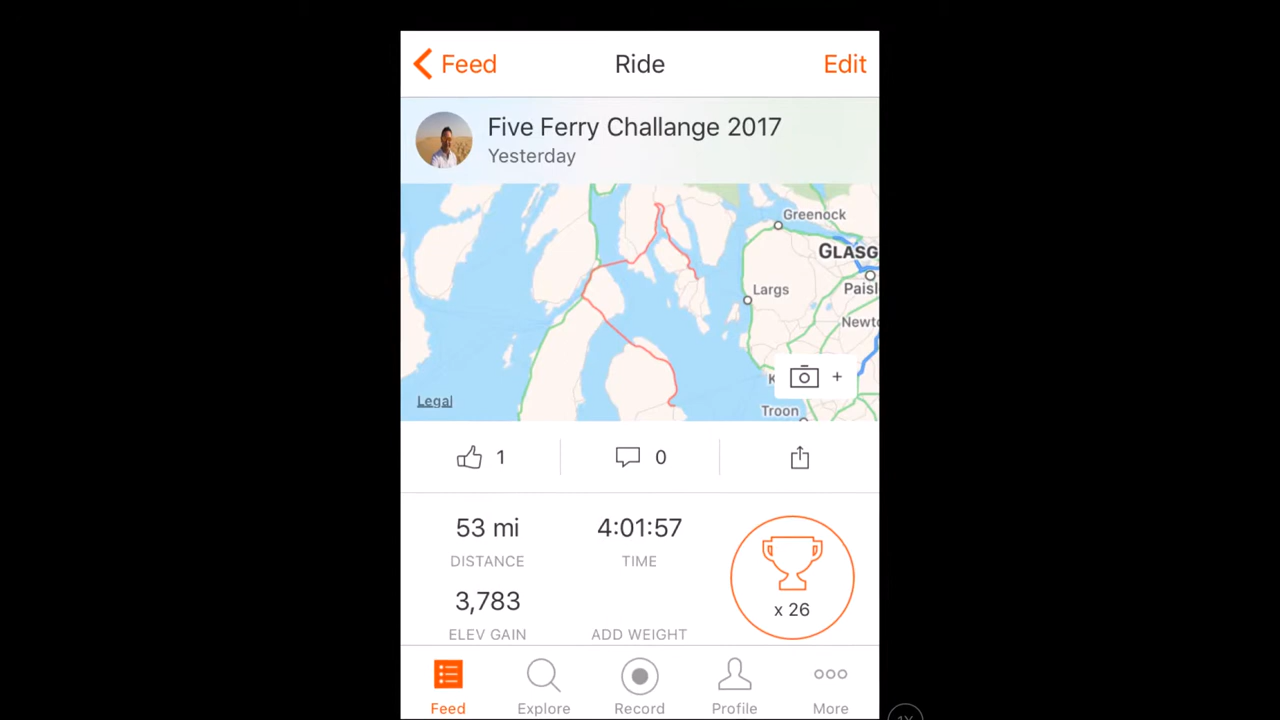 Feed
Ride
Edit
Five Ferry Challange 2017
Yesterday
Greenock
GLASG
Paisl
Largs
Newto
K
+
Legal
Troon
1
0
53 mi
4:01:57
DISTANCE
TIME
x 26
3,783
ELEV GAIN
ADD WEIGHT
Feed
Explore
Record
Profile
More